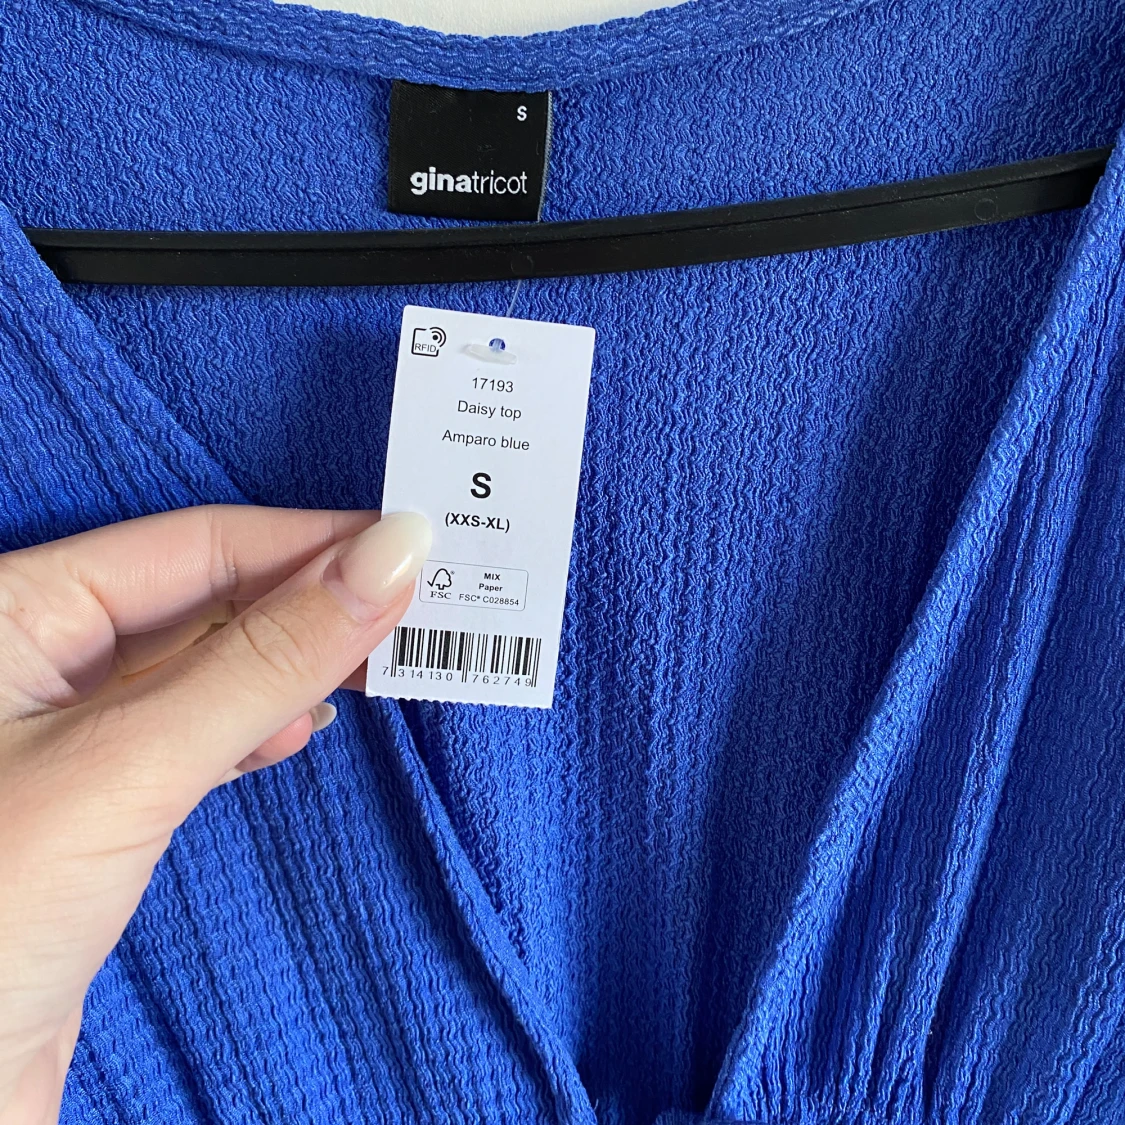 S
ginatricot
RFID
17193
Daisy top
Amparo blue
S
(XXS-XL)
MIX
Paper
FSC® C028854
FSC
7 314130 762749